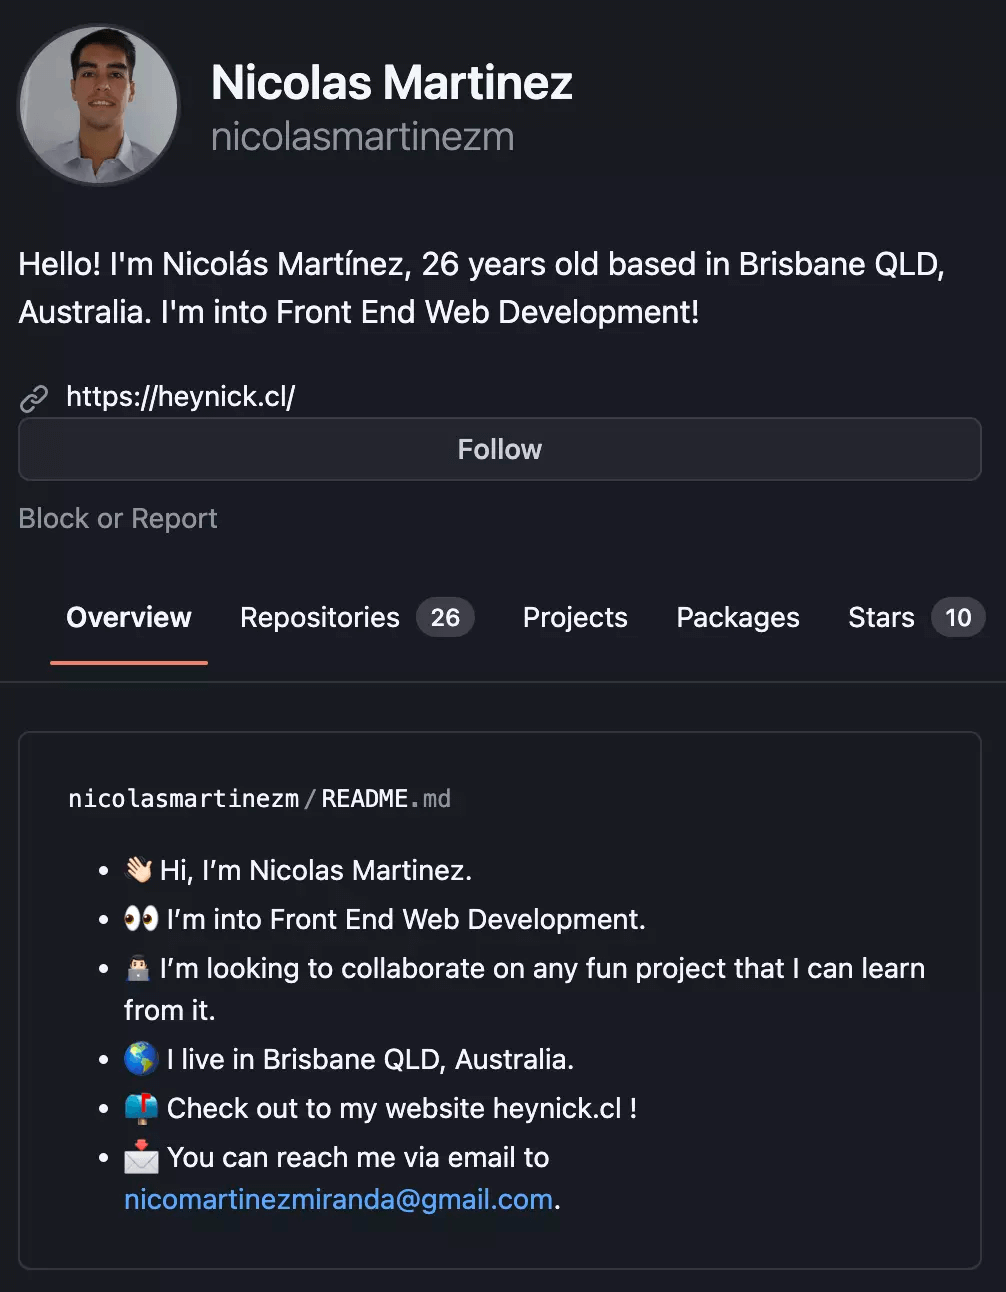 Nicolas Martinez
nicolasmartinezm
Hello! I'm Nicolás Martínez, 26 years old based in Brisbane QLD,
Australia. I'm into Front End Web Development!
https://heynick.cl/
Follow
Block or Report
Overview Repositories 26 Projects Packages Stars 10
nicolasmartinezm/README.md
• 👋🏻 Hi, I’m Nicolas Martinez.
• 👀 I’m into Front End Web Development.
• 👨🏻‍💻 I’m looking to collaborate on any fun project that I can learn
from it.
• 🌎 I live in Brisbane QLD, Australia.
• 📫 Check out to my website heynick.cl !
• 📩 You can reach me via email to
nicomartinezmiranda@gmail.com.